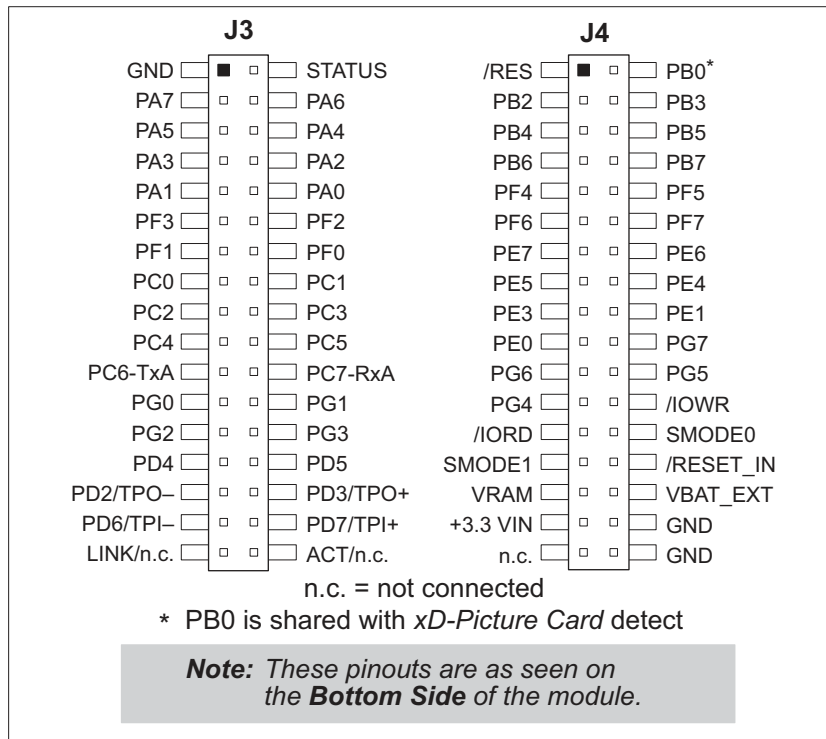 J3 J4
GND STATUS /RES PB0*
PA7 PA6 PB2 PB3
PA5 PA4 PB4 PB5
PA3 PA2 PB6 PB7
PA1 PA0 PF4 PF5
PF3 PF2 PF6 PF7
PF1 PF0 PE7 PE6
PC0 PC1 PE5 PE4
PC2 PC3 PE3 PE1
PC4 PC5 PE0 PG7
PC6-TxA PC7-RxA PG6 PG5
PG0 PG1 PG4 /IOWR
PG2 PG3 /IORD SMODE0
PD4 PD5 SMODE1 /RESET_IN
PD2/TPO– PD3/TPO+ VRAM VBAT_EXT
PD6/TPI– PD7/TPI+ +3.3 VIN GND
LINK/n.c. ACT/n.c. n.c. GND
n.c. = not connected
* PB0 is shared with xD-Picture Card detect
Note: These pinouts are as seen on
the Bottom Side of the module.